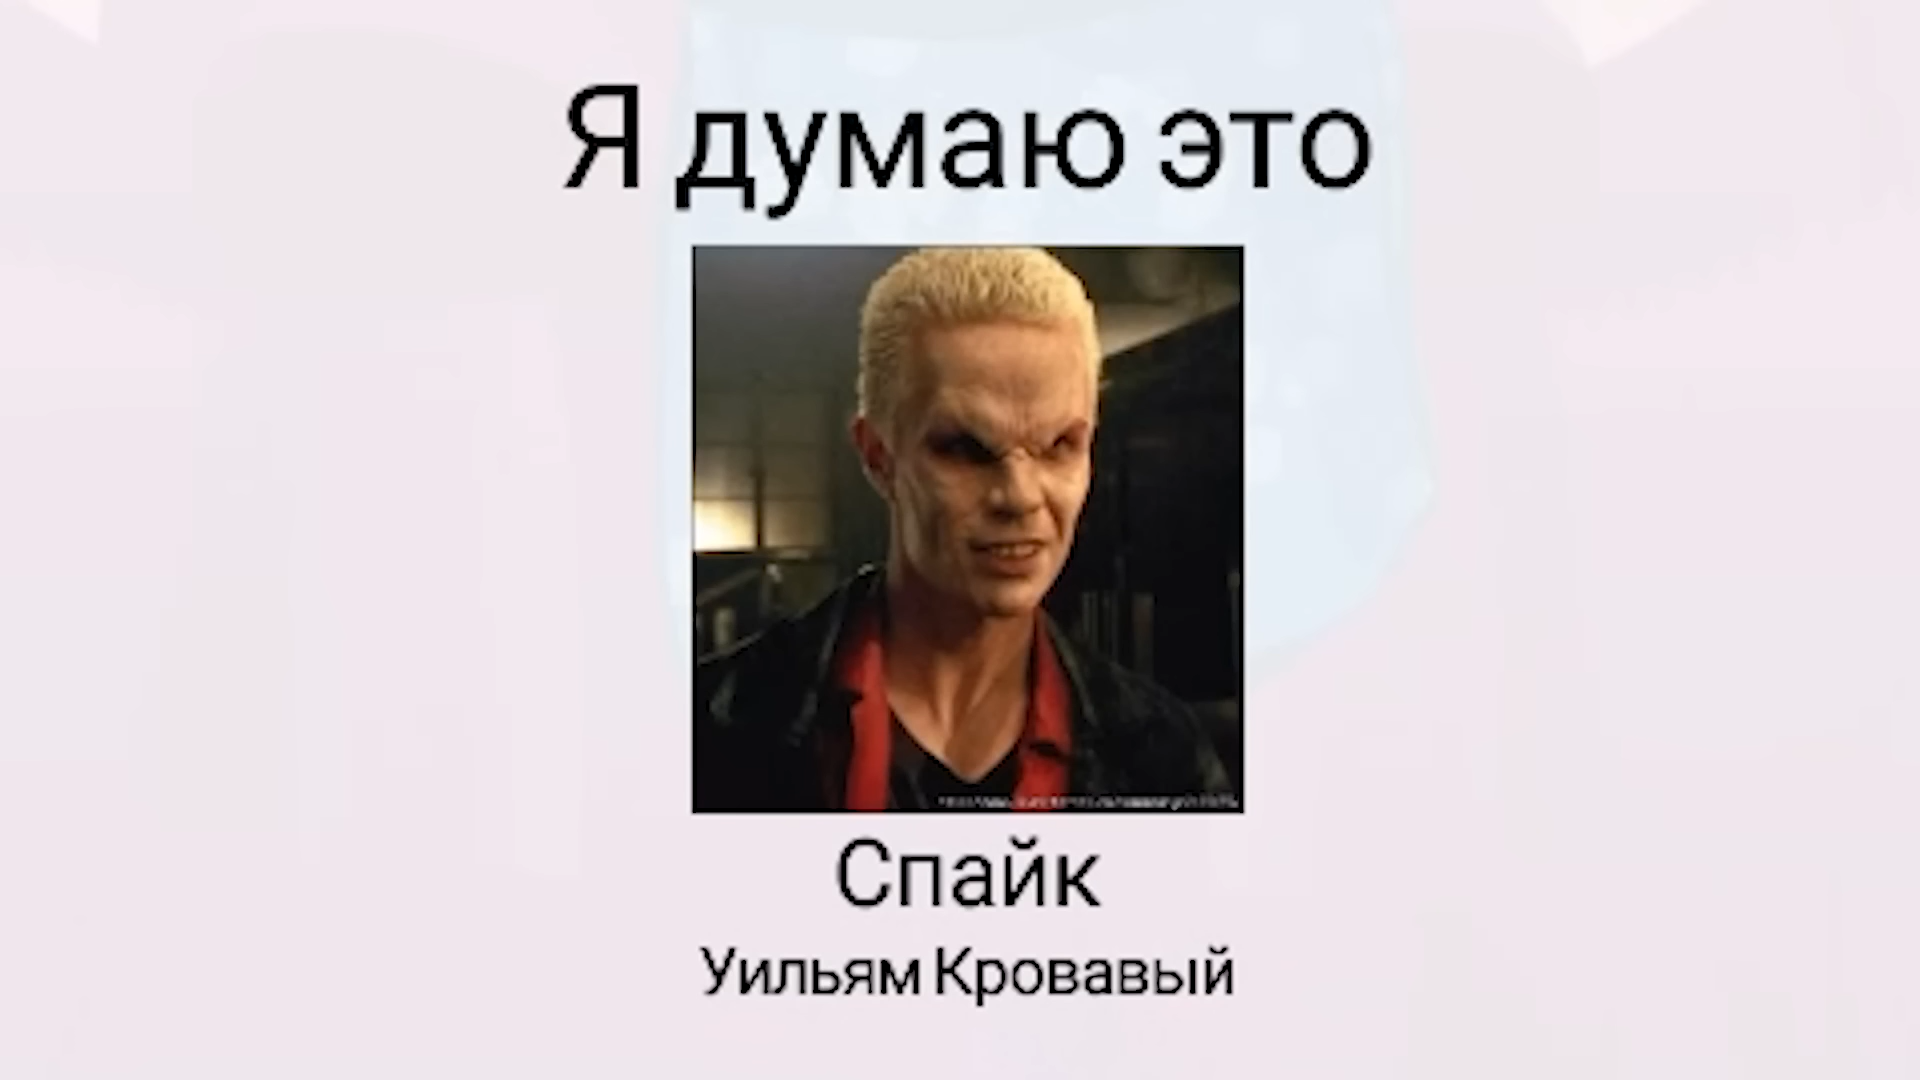 Я думаю это
Спайк
Уильям Кровавый